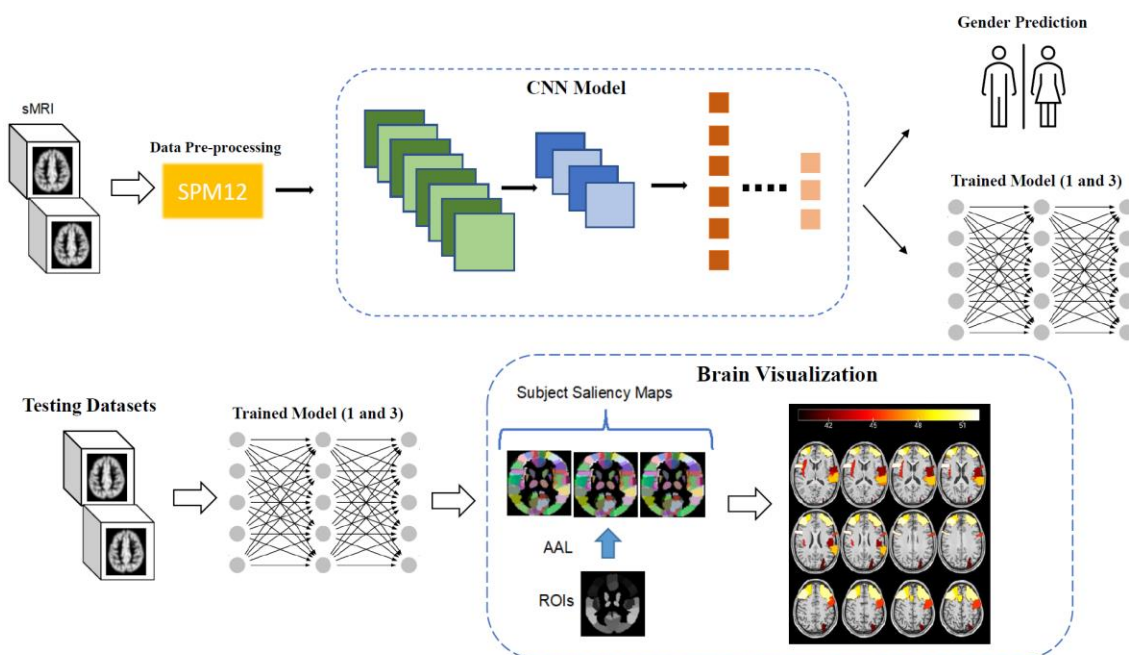 Gender Prediction
CNN Model
sMRI
Data Pre-processing
SPM12
Trained Model (1 and 3)
Brain Visualization
Subject Saliency Maps
Testing Datasets
Trained Model (1 and 3)
42 45 48 51
AAL
ROIs